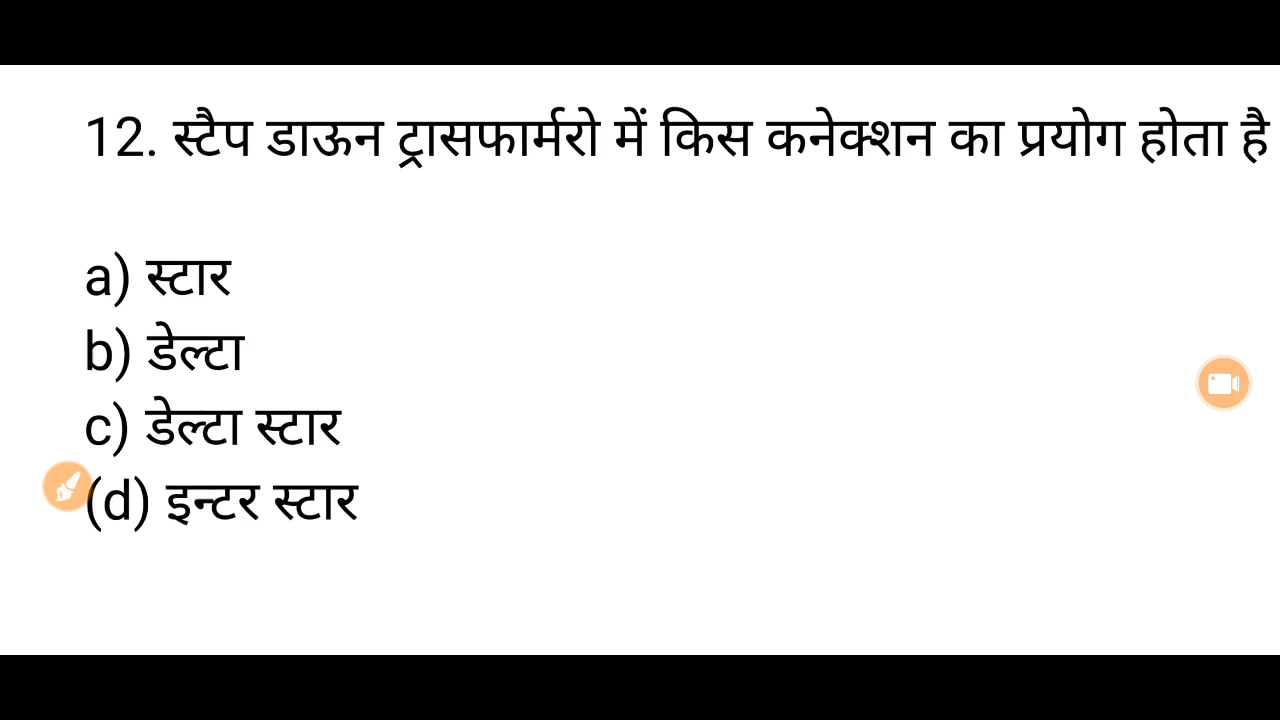 12. स्टैप डाऊन ट्रासफार्मरो में किस कनेक्शन का प्रयोग होता है
a) स्टार
b) डेल्टा
c) डेल्टा स्टार
(d) इन्टर स्टार